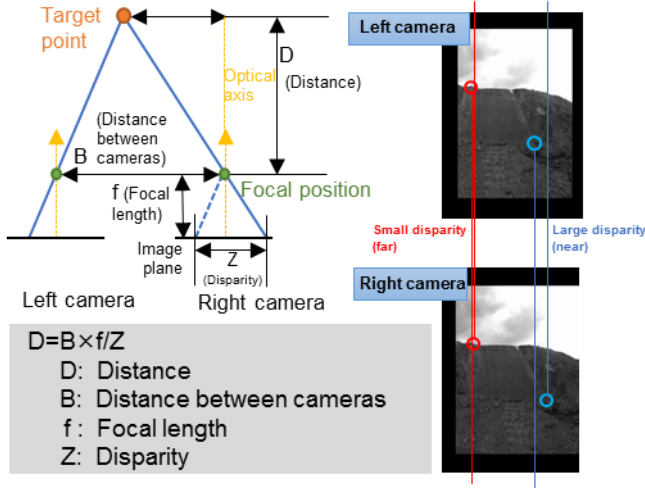 Target
point
D
(Distance)
Optical
axis
(Distance
between
cameras)
B
f (Focal
length)
Focal position
Image
plane
Z
(Disparity)
Left camera
Right camera
D=B×f/Z
D: Distance
B: Distance between cameras
f : Focal length
Z: Disparity
Left camera
Small disparity
(far)
Large disparity
(near)
Right camera